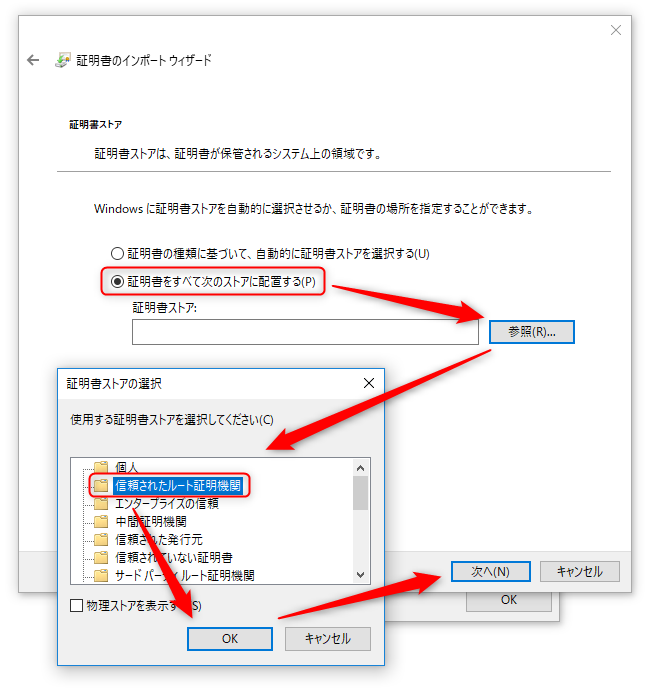 証明書のインポート ウィザード
証明書ストア
証明書ストアは、証明書が保管されるシステム上の領域です。
Windows に証明書ストアを自動的に選択させるか、証明書の場所を指定することができます。
証明書の種類に基づいて、自動的に証明書ストアを選択する(U)
証明書をすべて次のストアに配置する(P)
証明書ストア:
参照(R)...
証明書ストアの選択
使用する証明書ストアを選択してください(C)
個人
信頼されたルート証明機関
エンタープライズの信頼
中間証明機関
信頼された発行元
信頼されていない証明書
サードパーティ ルート証明機関
物理ストアを表示す S)
OK
キャンセル
次へ(N)
キャンセル
OK